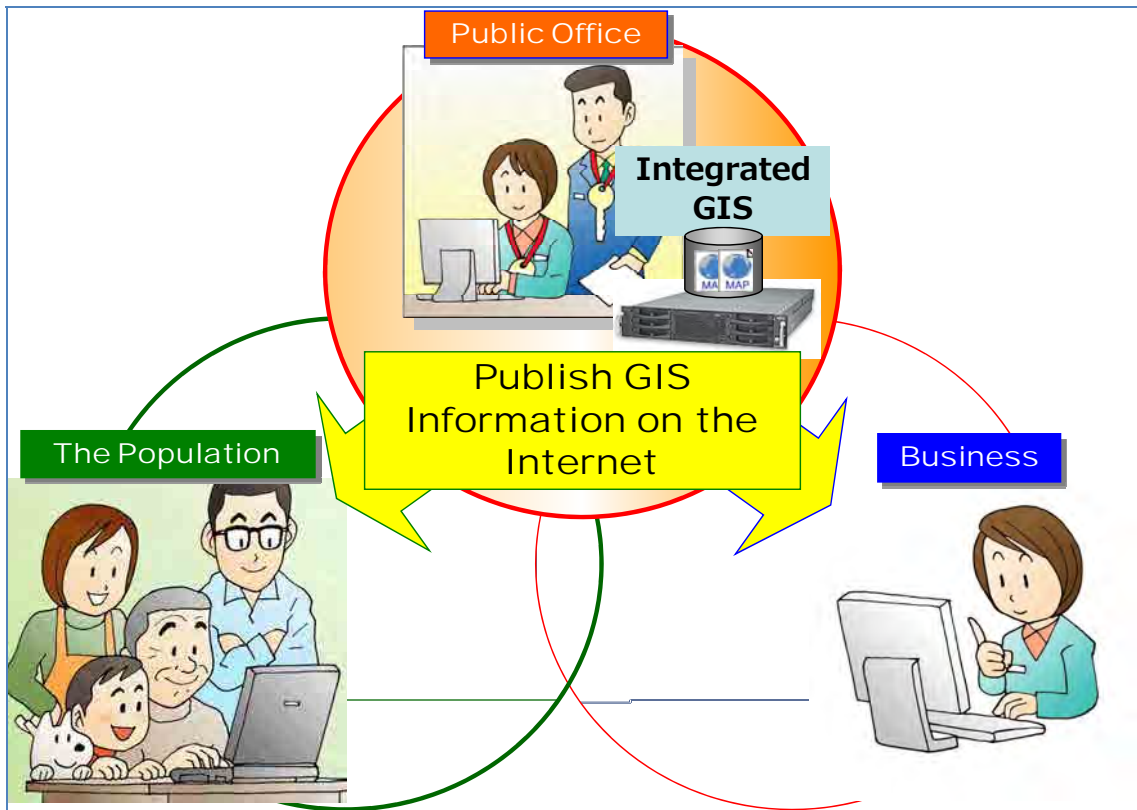 Public Office
Integrated
GIS
MAP
Publish GIS
Information on the
Internet
The Population
Business